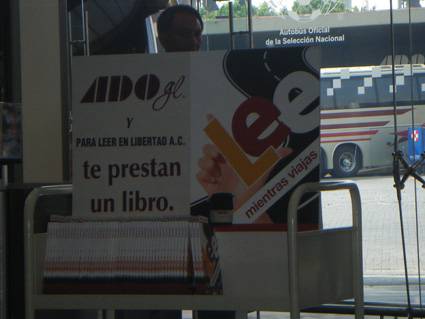 Autobus Oficial
de la Selección Nacional
ADO gl.
Y
PARA LEER EN LIBERTAD A.C.
te prestan
un libro.
Lee
mientras viajas